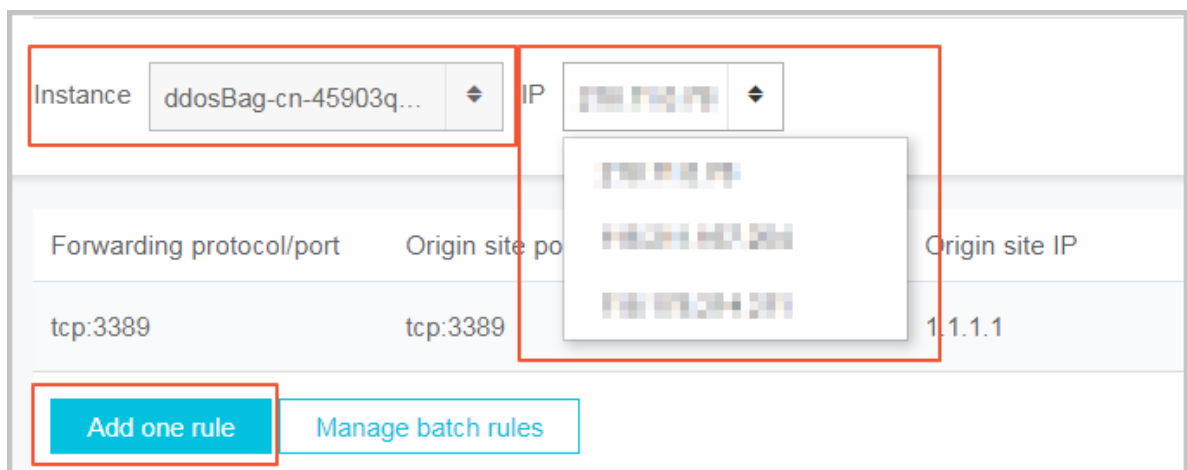 Instance ddosBag-cn-45903q... IP
Forwarding protocol/port Origin site po Origin site IP
tcp:3389 tcp:3389 1.1.1.1
Add one rule Manage batch rules